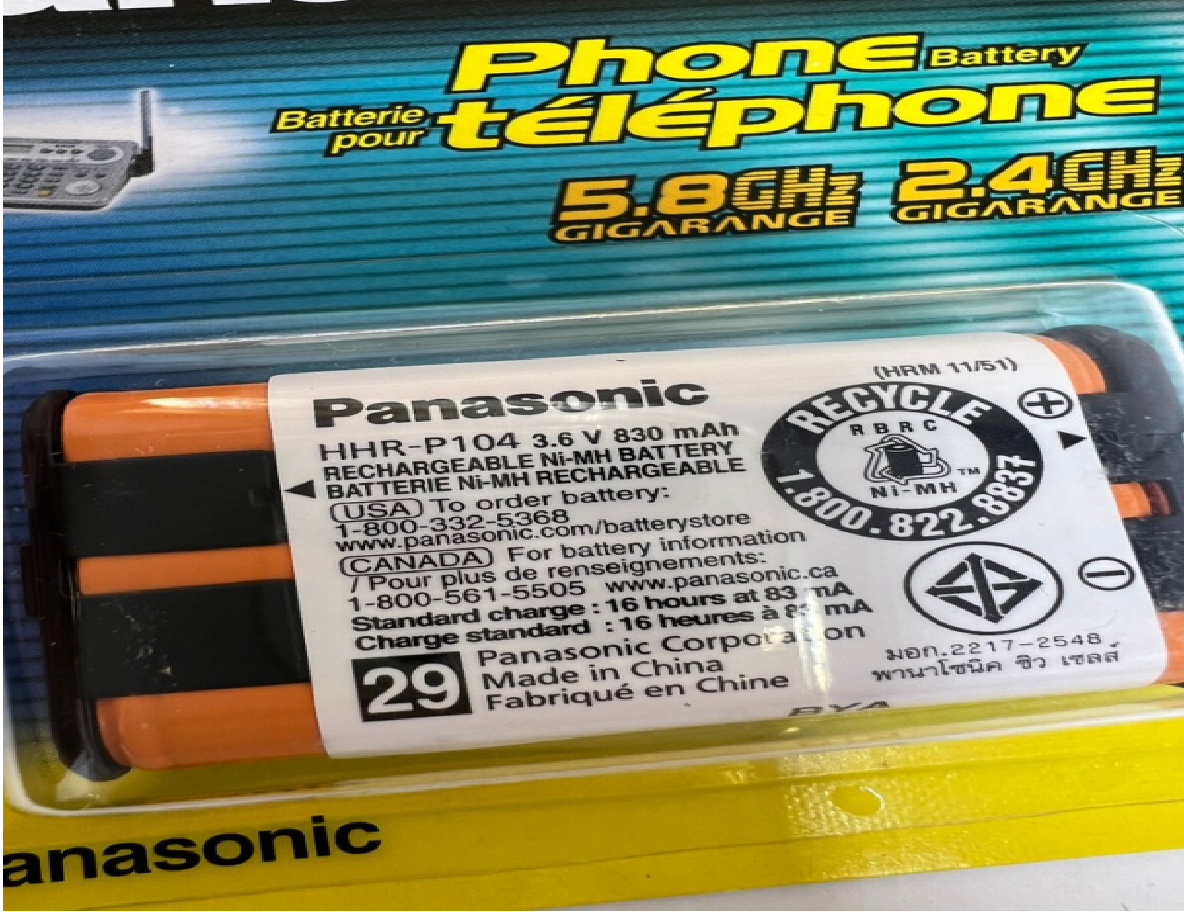 Phone Battery
Batterie pour téléphone
5.8GHz 2.4GHz
GIGARANGE GIGARANGE
(HRM 11/51)
Panasonic
HHR-P104 3.6 V 830 mAh
RECHARGEABLE Ni-MH BATTERY
BATTERIE Ni-MH RECHARGEABLE
(USA) To order battery:
1-800-332-5368
www.panasonic.com/batterystore
(CANADA) For battery information
/ Pour plus de renseignements:
1-800-561-5505 www.panasonic.ca
Standard charge : 16 hours at 83 mA
Charge standard : 16 heures à mA
29
Panasonic Corporation
Made in China
Fabriqué en Chine
RECYCLE
RBRC
TM
Ni-MH
1.800.822.8837
มอก.2217-2548
พานาโซนิค ซิว เซลส์
anasonic